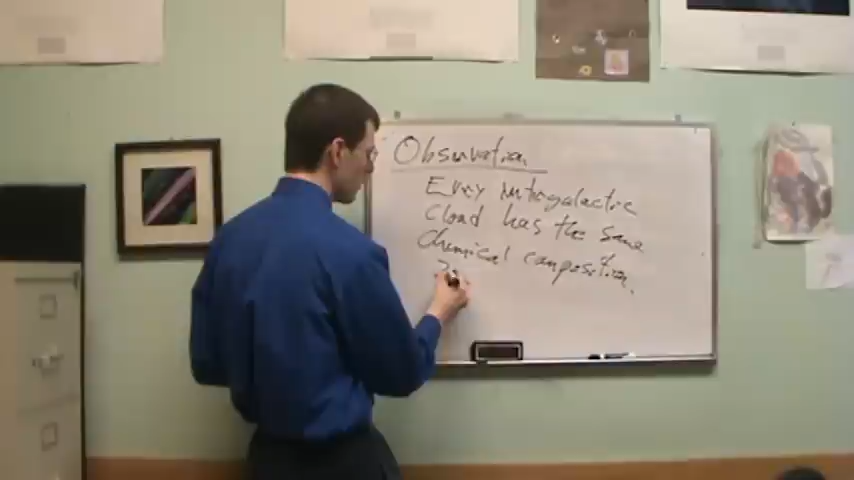 Observation
Every intergalactic
Cloud has the same
Chemical composition.